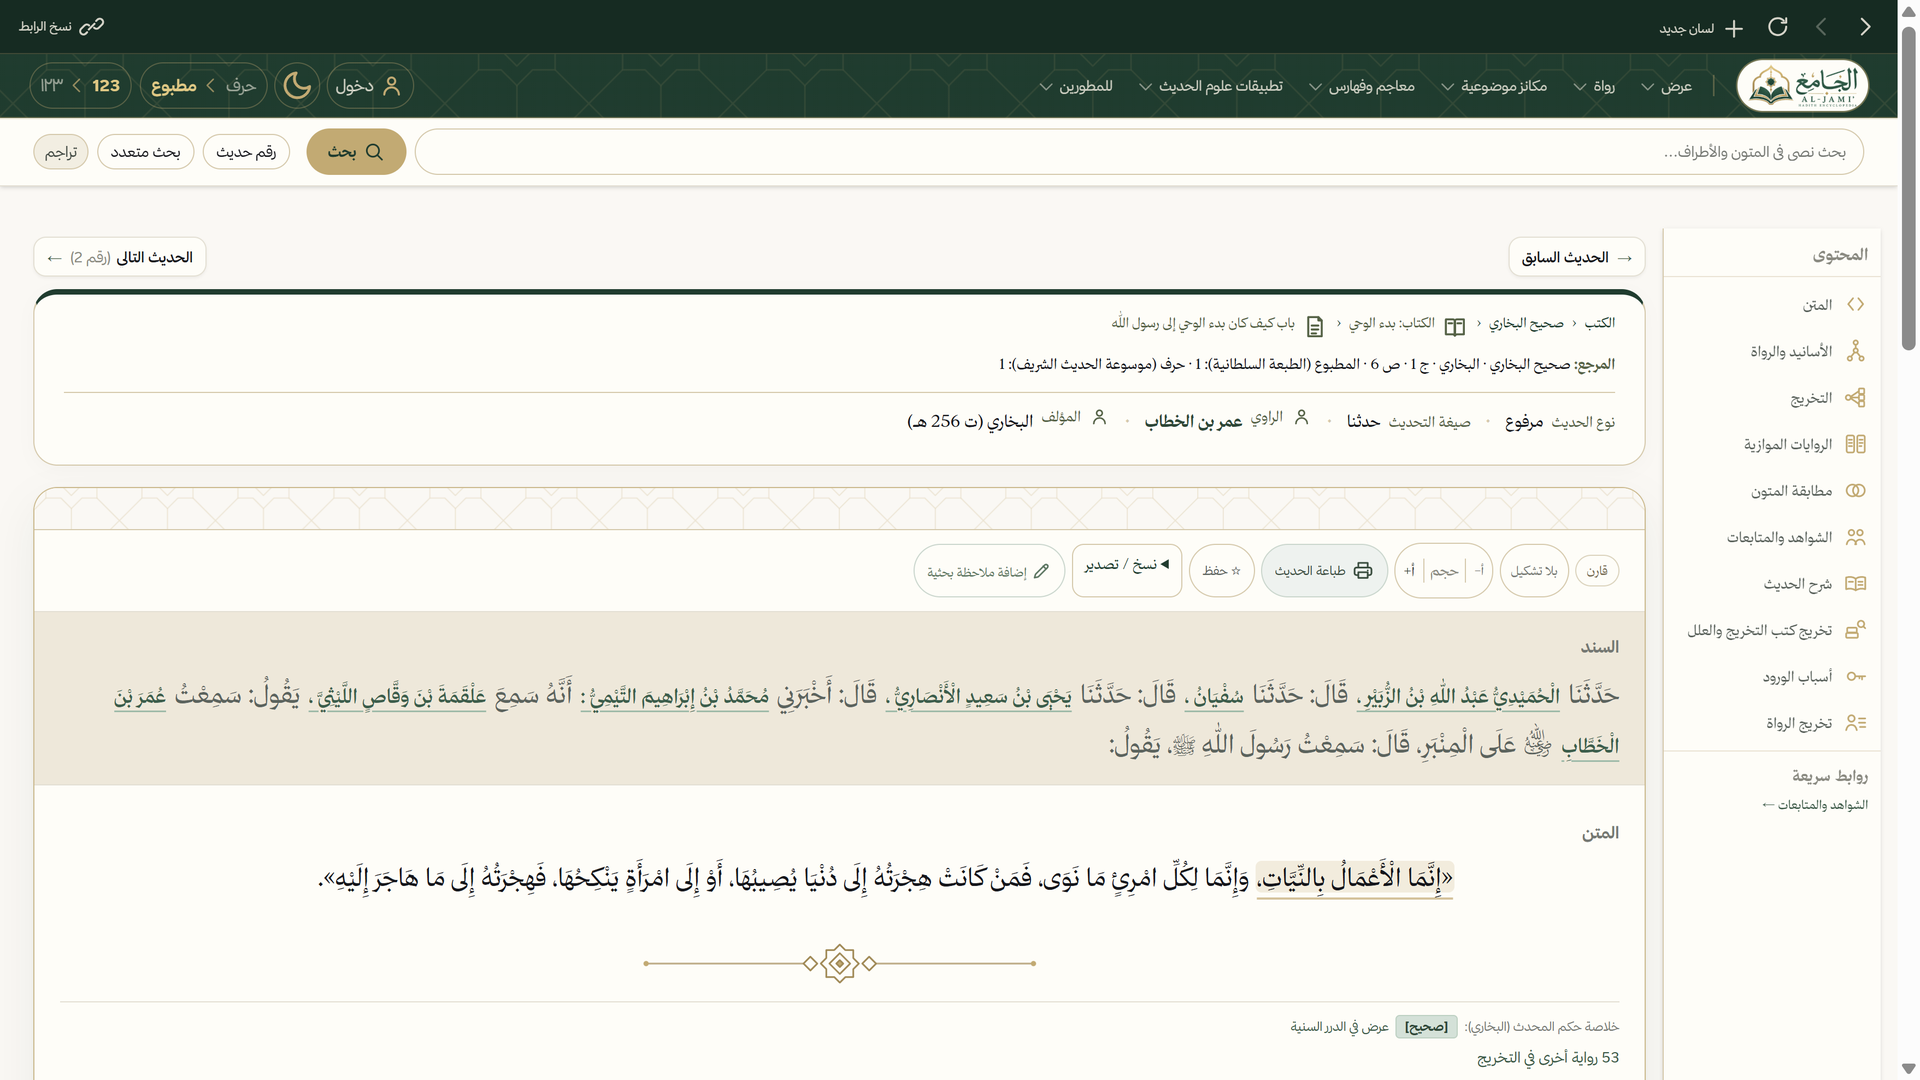 لسان جديد
نسخ الرابط
الجامع
AL-JAMI'
عرض
رواة
مكانز موضوعية
معاجم وفهارس
تطبيقات علوم الحديث
للمطورين
دخول
حرف
مطبوع
123
١٢٣
بحث نصي في المتون والأطراف...
بحث
رقم حديث
بحث متعدد
تراجم
المحتوى
المتن
الأسانيد والرواة
التخريج
الروايات الموازية
مطابقة المتون
الشواهد والمتابعات
شرح الحديث
تخريج كتب التخريج والعلل
أسباب الورود
تخريج الرواة
روابط سريعة
الشواهد والمتابعات ←
→ الحديث السابق
الحديث التالى (رقم 2) ←
الكتب › صحيح البخاري › الكتاب: بدء الوحي › باب كيف كان بدء الوحي إلى رسول الله
المرجع: صحيح البخاري · البخاري · ج 1 · ص 6 · المطبوع (الطبعة السلطانية): 1 · حرف (موسوعة الحديث الشريف): 1
نوع الحديث مرفوع · صيغة التحديث حدثنا · الراوي عمر بن الخطاب · المؤلف البخاري (ت 256 هـ)
قارن
بلا تشكيل
أ- حجم أ+
طباعة الحديث
☆ حفظ
◀ نسخ / تصدير
إضافة ملاحظة بحثية
السند
حَدَّثَنَا الْحُمَيْدِيُّ عَبْدُ اللهِ بْنُ الزُّبَيْرِ، قَالَ: حَدَّثَنَا سُفْيَانُ، قَالَ: حَدَّثَنَا يَحْيَى بْنُ سَعِيدٍ الْأَنْصَارِيُّ، قَالَ: أَخْبَرَنِي مُحَمَّدُ بْنُ إِبْرَاهِيمَ التَّيْمِيُّ: أَنَّهُ سَمِعَ عَلْقَمَةَ بْنَ وَقَّاصٍ اللَّيْثِيَّ، يَقُولُ: سَمِعْتُ عُمَرَ بْنَ
الْخَطَّابِ ﵁ عَلَى الْمِنْبَرِ، قَالَ: سَمِعْتُ رَسُولَ اللهِ ﷺ، يَقُولُ:
المتن
«إِنَّمَا الْأَعْمَالُ بِالنِّيَّاتِ، وَإِنَّمَا لِكُلِّ امْرِئٍ مَا نَوَى، فَمَنْ كَانَتْ هِجْرَتُهُ إِلَى دُنْيَا يُصِيبُهَا، أَوْ إِلَى امْرَأَةٍ يَنْكِحُهَا، فَهِجْرَتُهُ إِلَى مَا هَاجَرَ إِلَيْهِ».
خلاصة حكم المحدث (البخاري): [صحيح] عرض في الدرر السنية
53 رواية أخرى في التخريج